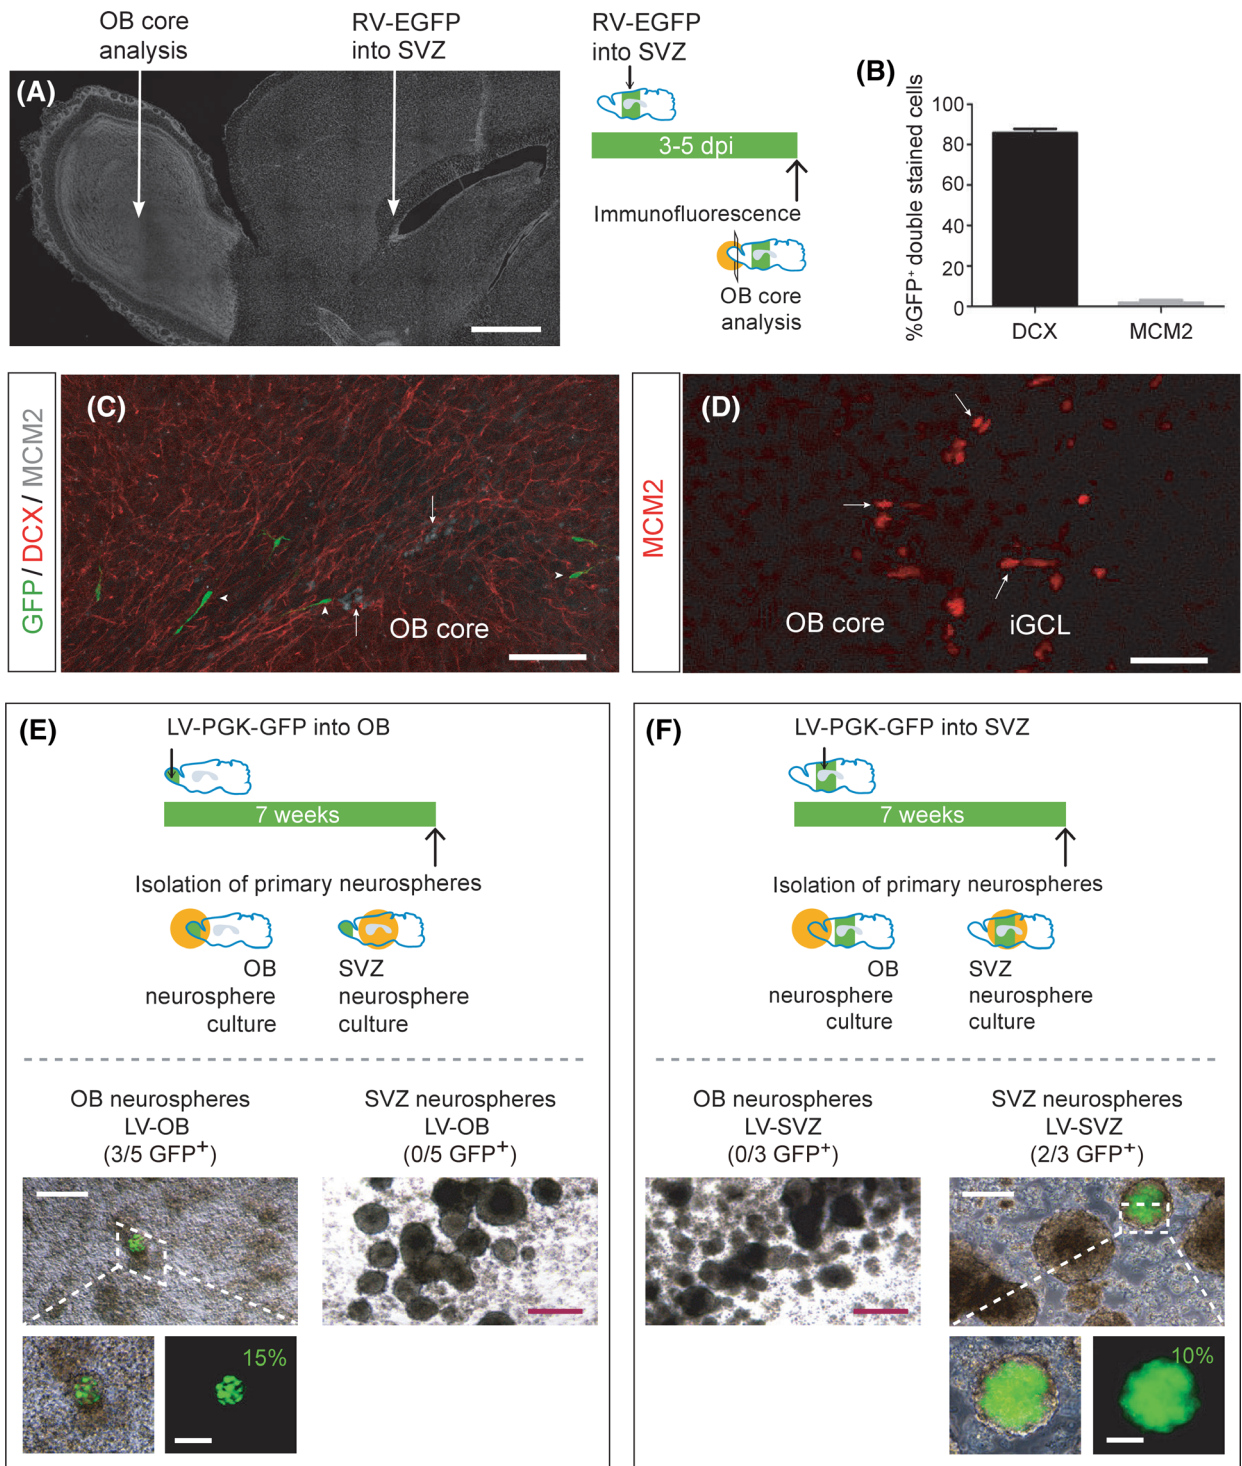 OB core
analysis
RV-EGFP
into SVZ
(A)
RV-EGFP
into SVZ
3-5 dpi
Immunofluorescence
OB core
analysis
(B)
%GFP+ double stained cells
100
80
60
40
20
0
DCX
MCM2
GFP/DCX/MCM2
(C)
OB core
MCM2
(D)
OB core
iGCL
(E)
LV-PGK-GFP into OB
7 weeks
Isolation of primary neurospheres
OB
neurosphere
culture
SVZ
neurosphere
culture
OB neurospheres
LV-OB
(3/5 GFP+)
SVZ neurospheres
LV-OB
(0/5 GFP+)
15%
(F)
LV-PGK-GFP into SVZ
7 weeks
Isolation of primary neurospheres
OB
neurosphere
culture
SVZ
neurosphere
culture
OB neurospheres
LV-SVZ
(0/3 GFP+)
SVZ neurospheres
LV-SVZ
(2/3 GFP+)
10%